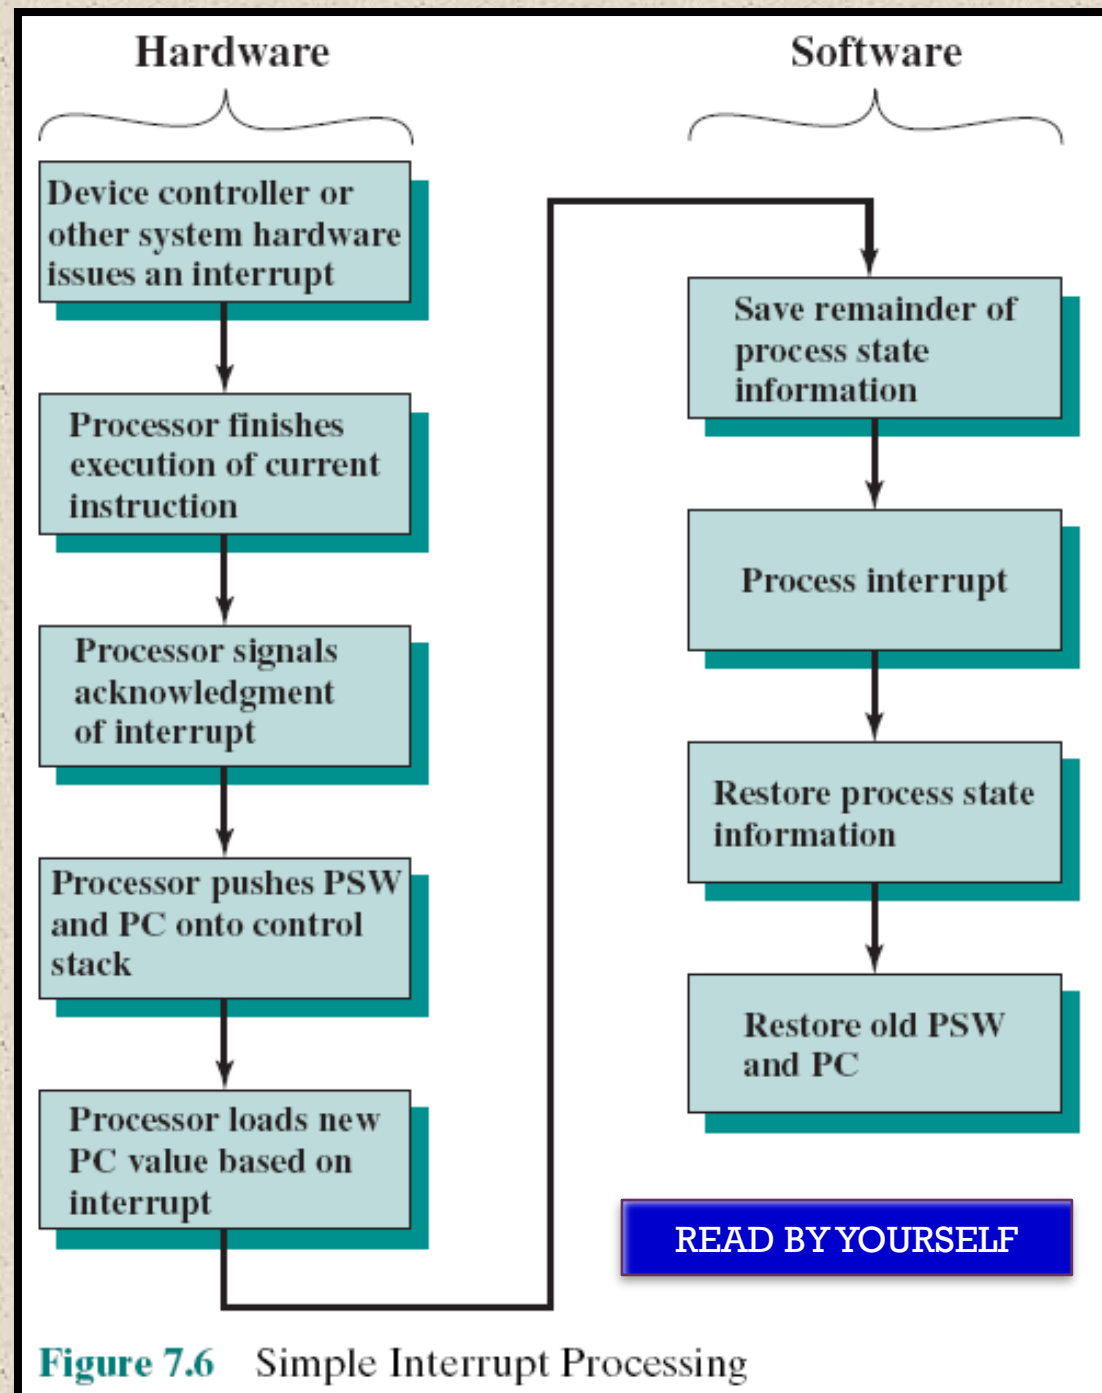 Hardware
Device controller or
other system hardware
issues an interrupt
Processor finishes
execution of current
instruction
Processor signals
acknowledgment
of interrupt
Processor pushes PSW
and PC onto control
stack
Processor loads new
PC value based on
interrupt
Software
Save remainder of
process state
information
Process interrupt
Restore process state
information
Restore old PSW
and PC
READ BY YOURSELF
Figure 7.6 Simple Interrupt Processing